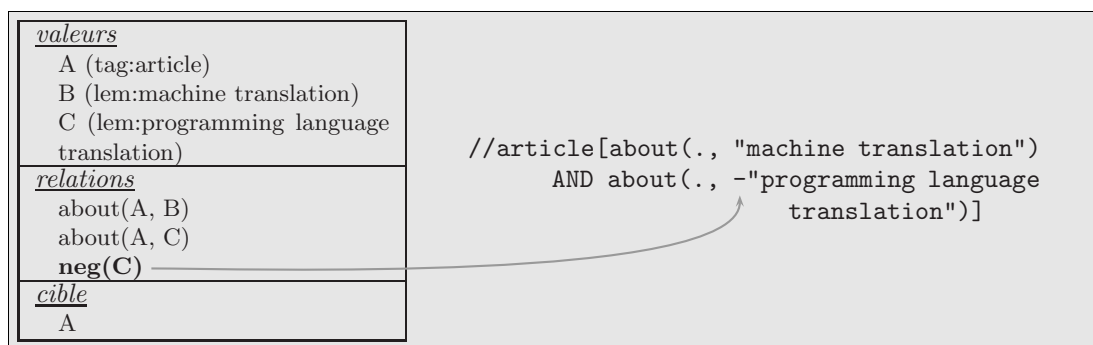 valeurs
A (tag:article)
B (lem:machine translation)
C (lem:programming language
translation)
relations
about(A, B)
about(A, C)
neg(C)
cible
A
//article[about(., "machine translation")
AND about(., -"programming language
translation")]